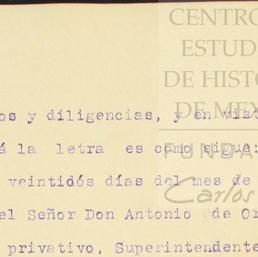 CENTRO
ESTUD
DE HISTO
DE MEX
FUNDA
Carlos
os y diligencias, y en vist
á la letra es como sigue:
veintidós días del mes de
el Señor Don Antonio de Or
privativo, Superintendente